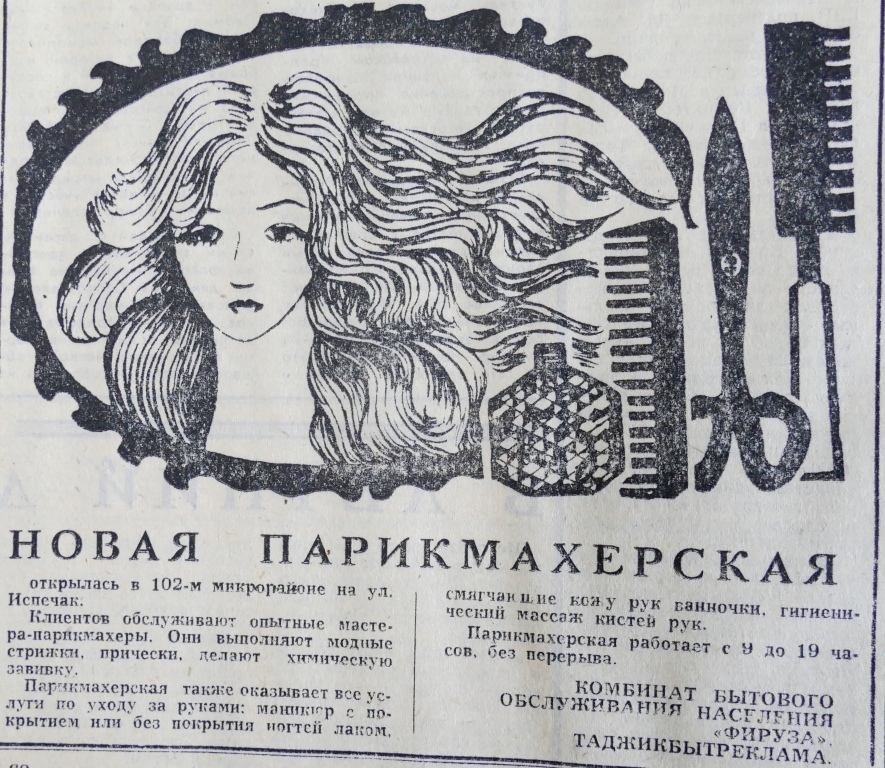 НОВАЯ ПАРИКМАХЕРСКАЯ
открылась в 102-м микрорайоне на ул.
Испечак.
Клиентов обслуживают опытные масте-
ра-парикмахеры. Они выполняют модные
стрижки, прически, делают химическую
завивку.
Парикмахерская также оказывает все ус-
луги по уходу за руками: маникюр с по-
крытием или без покрытия ногтей лаком,
смягчающие кожу рук ванночки, гигиени-
ческий массаж кистей рук.
Парикмахерская работает с 9 до 19 ча-
сов, без перерыва.
КОМБИНАТ БЫТОВОГО
ОБСЛУЖИВАНИЯ НАСЕЛЕНИЯ
«ФИРУЗА».
ТАДЖИКБЫТРЕКЛАМА.